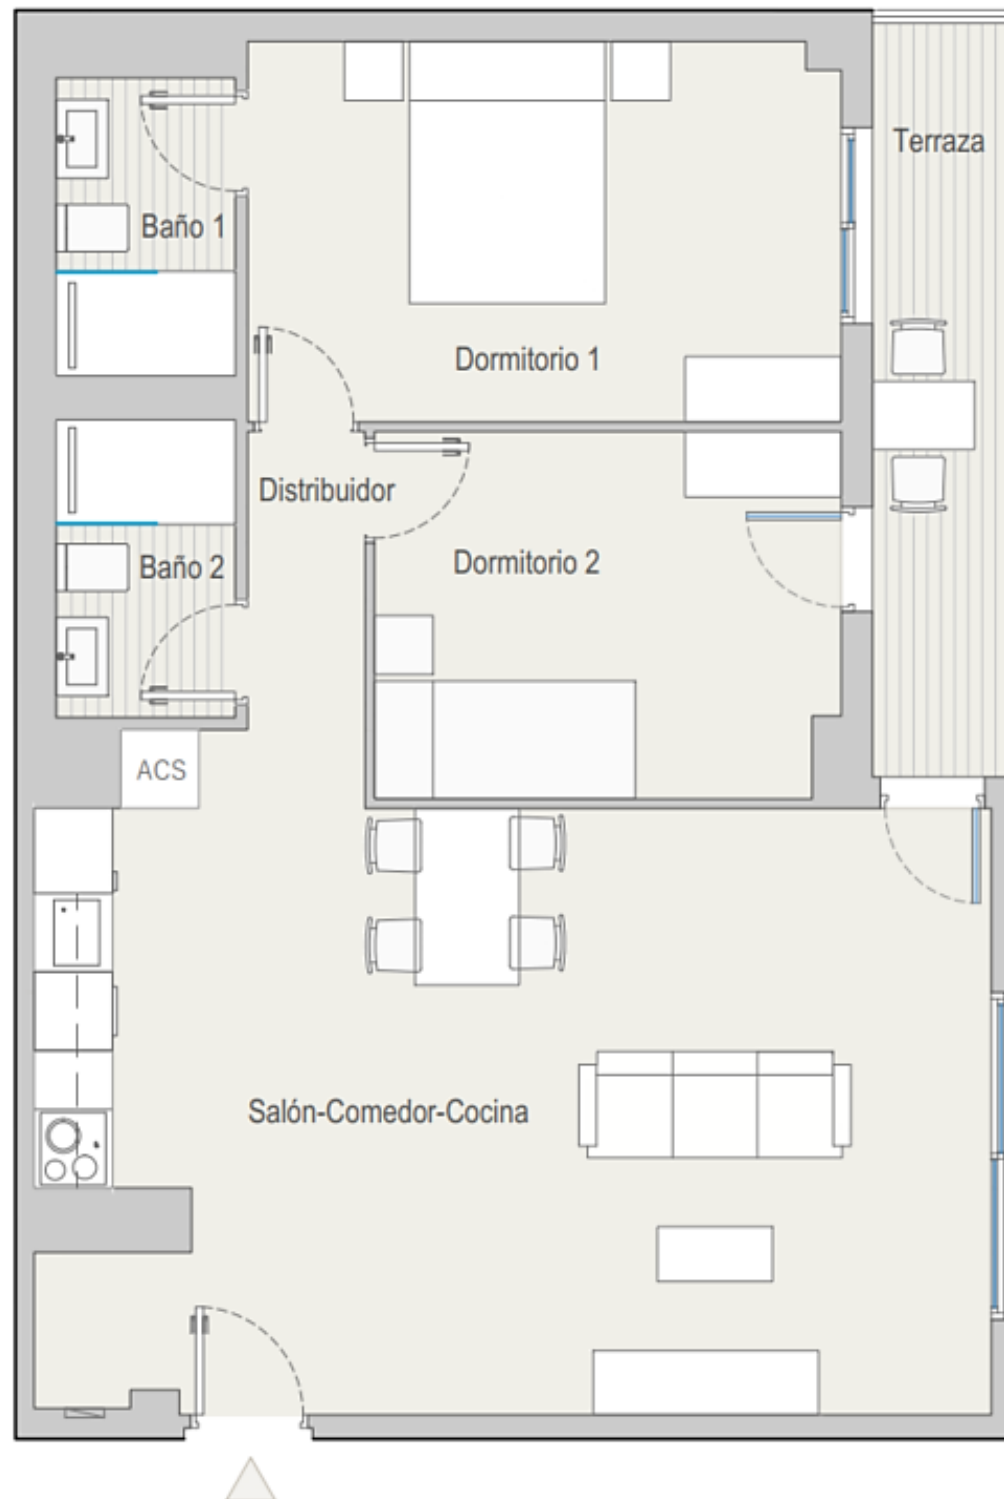 Terraza
Baño 1
Dormitorio 1
Distribuidor
Dormitorio 2
Baño 2
ACS
Salón-Comedor-Cocina